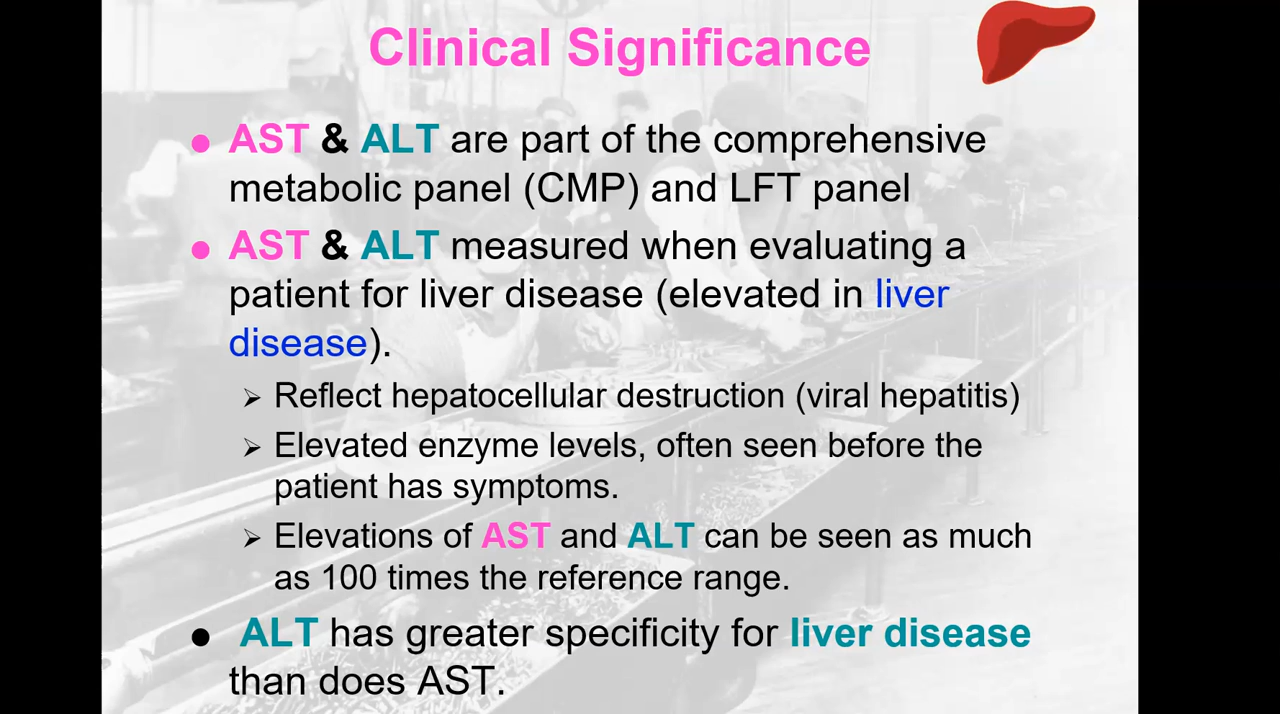 Clinical Significance
● AST & ALT are part of the comprehensive
metabolic panel (CMP) and LFT panel
● AST & ALT measured when evaluating a
patient for liver disease (elevated in liver
disease).
➢ Reflect hepatocellular destruction (viral hepatitis)
➢ Elevated enzyme levels, often seen before the
patient has symptoms.
➢ Elevations of AST and ALT can be seen as much
as 100 times the reference range.
● ALT has greater specificity for liver disease
than does AST.